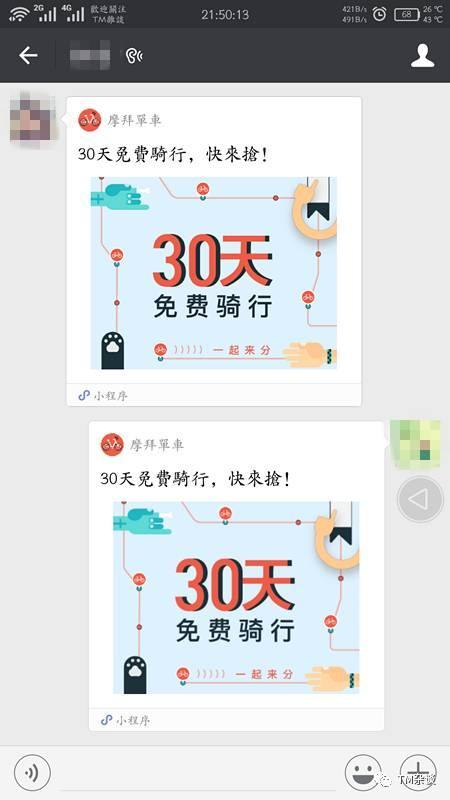 2G 4G 歡迎關注
TM雜談
21:50:13
421B/s
491B/s
68
26 ℃
43 ℃
摩拜單車
30天免費騎行，快來搶！
30天
免费骑行
一起来分
小程序
摩拜單車
30天免費騎行，快來搶！
30天
免费骑行
一起来分
小程序
TM杂谈